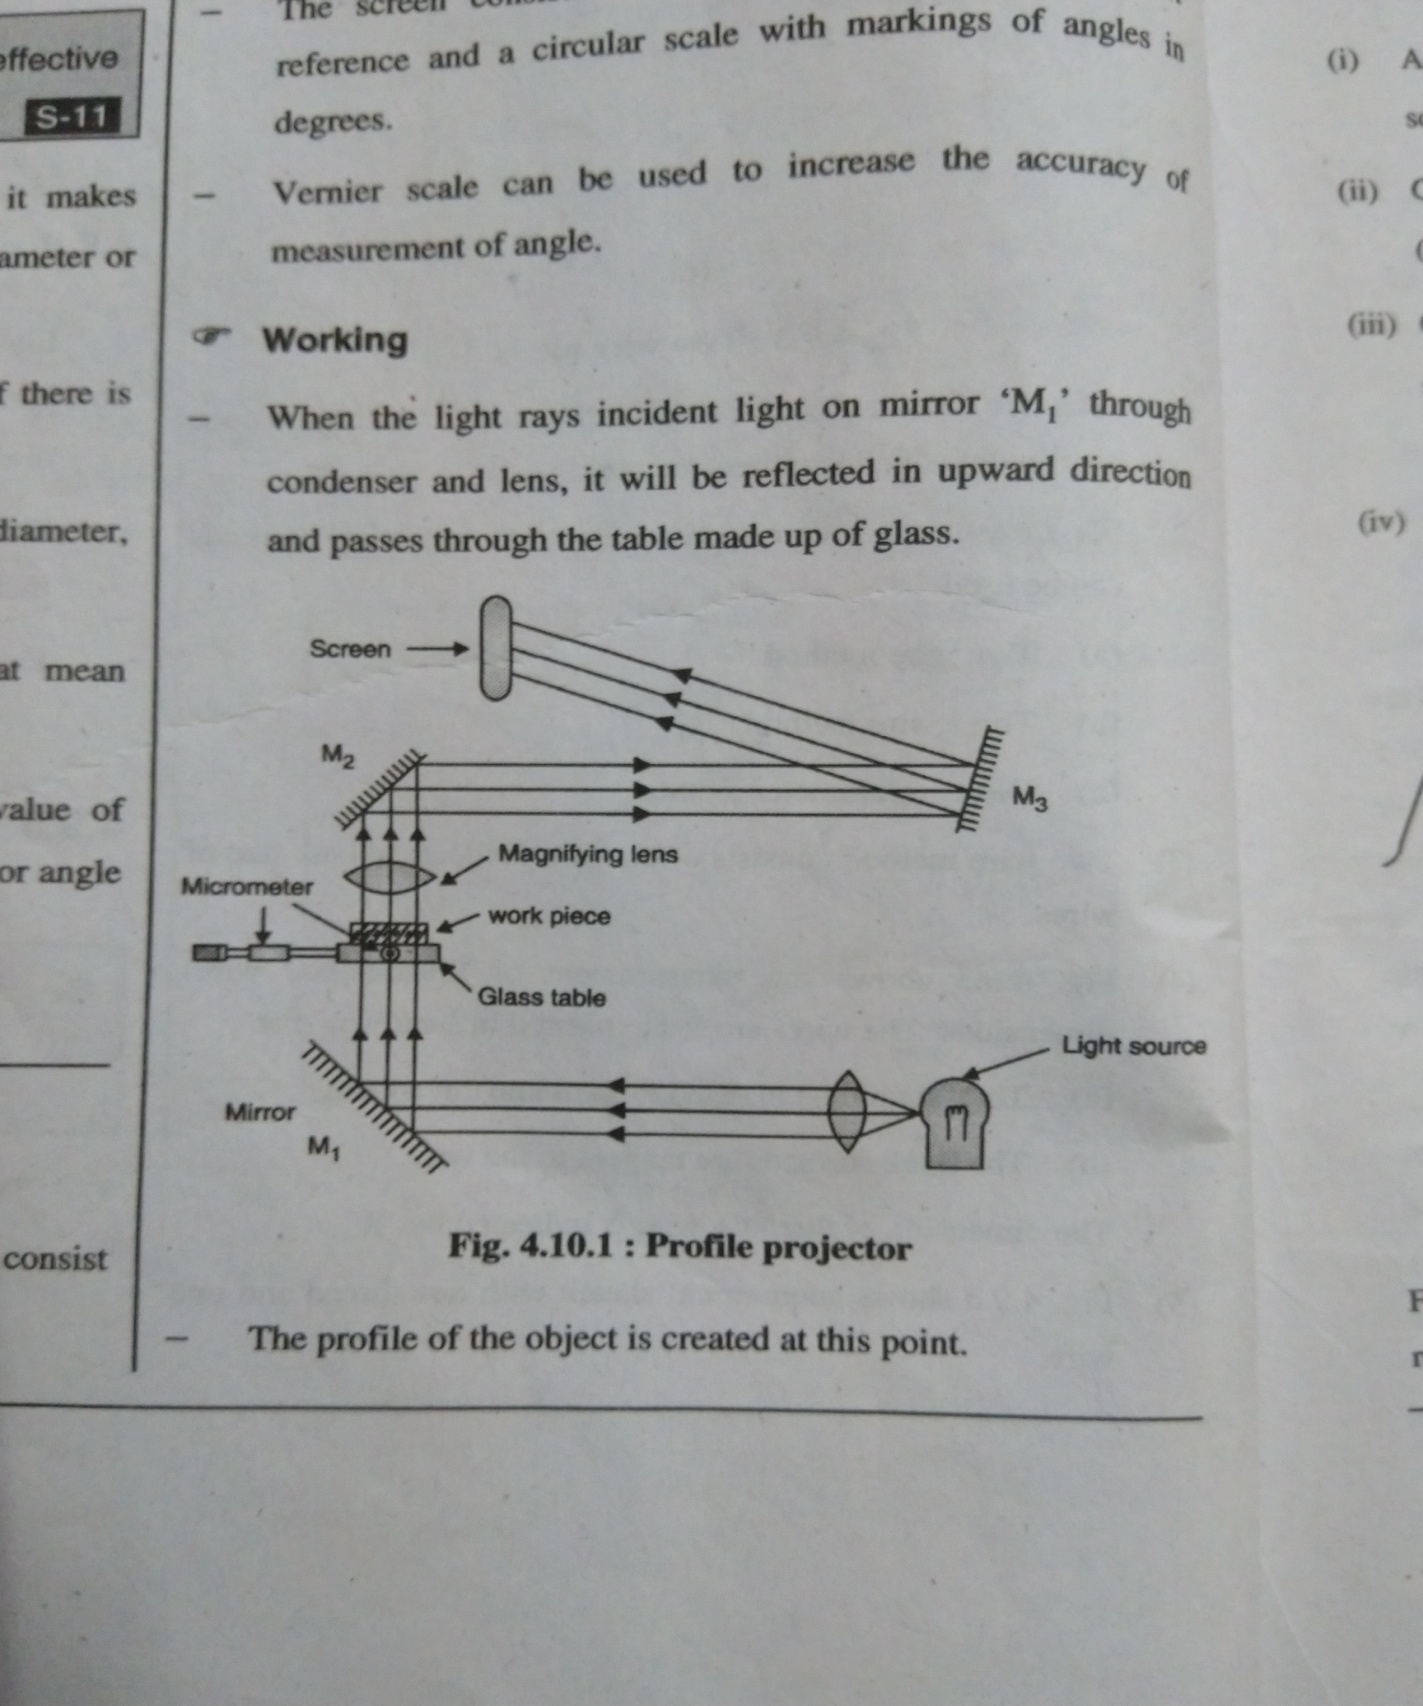 effective
S-11
it makes
ameter or
there is
diameter,
at mean
value of
or angle
consist
– The screen
reference and a circular scale with markings of angles in
degrees.
– Vernier scale can be used to increase the accuracy of
measurement of angle.
☞ Working
– When the light rays incident light on mirror ‘M₁’ through
condenser and lens, it will be reflected in upward direction
and passes through the table made up of glass.
Screen
M₂
M₃
Magnifying lens
Micrometer
work piece
Glass table
Light source
Mirror
M₁
Fig. 4.10.1 : Profile projector
– The profile of the object is created at this point.
(i) A
(ii)
(iii)
(iv)